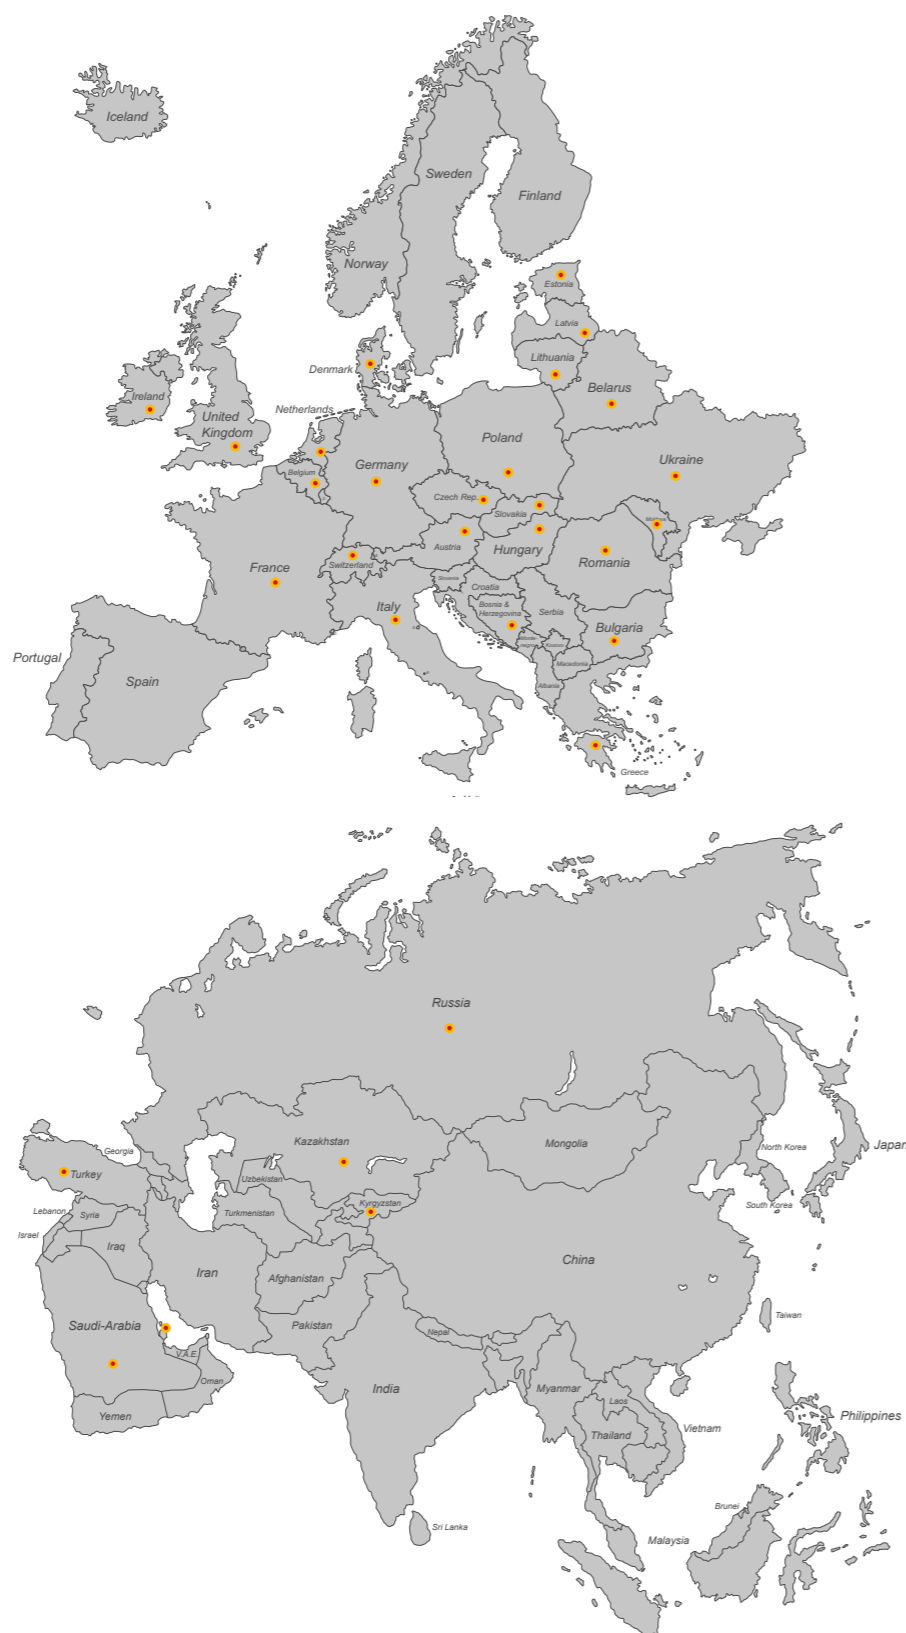 Iceland
Sweden
Finland
Norway
Estonia
Latvia
Denmark
Lithuania
Belarus
Ireland
Netherlands
United
Kingdom
Poland
Ukraine
Belgium
Germany
Czech Rep.
Slovakia
Austria
Hungary
Romania
France
Switzerland
Slovenia
Croatia
Italy
Bosnia &
Herzegovina
Serbia
Bulgaria
Monte-
negro
Kosovo
Portugal
Spain
Macedonia
Albania
Greece
Russia
Kazakhstan
Mongolia
Georgia
North Korea
Japan
Turkey
Uzbekistan
Kyrgyzstan
Lebanon
Syria
Turkmenistan
South Korea
Israel
Iraq
Iran
Afghanistan
China
Saudi-Arabia
Pakistan
Nepal
Taiwan
V.A.E.
Oman
India
Myanmar
Laos
Yemen
Thailand
Vietnam
Philippines
Brunei
Sri Lanka
Malaysia